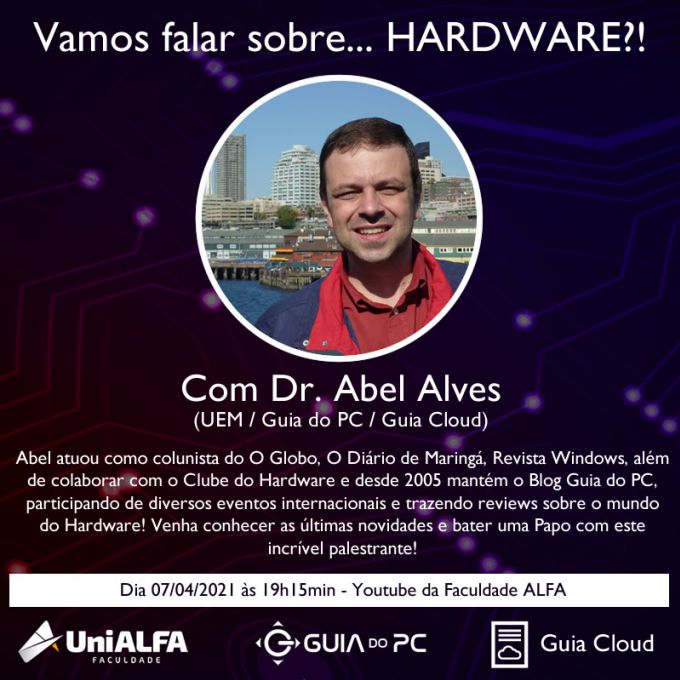 Vamos falar sobre... HARDWARE?!
Com Dr. Abel Alves
(UEM / Guia do PC / Guia Cloud)
Abel atuou como colunista do O Globo, O Diário de Maringá, Revista Windows, além
de colaborar com o Clube do Hardware e desde 2005 mantém o Blog Guia do PC,
participando de diversos eventos internacionais e trazendo reviews sobre o mundo
do Hardware! Venha conhecer as últimas novidades e bater uma Papo com este
incrível palestrante!
Dia 07/04/2021 às 19h15min - Youtube da Faculdade ALFA
UniALFA
FACULDADE
GUIA DO PC
Guia Cloud